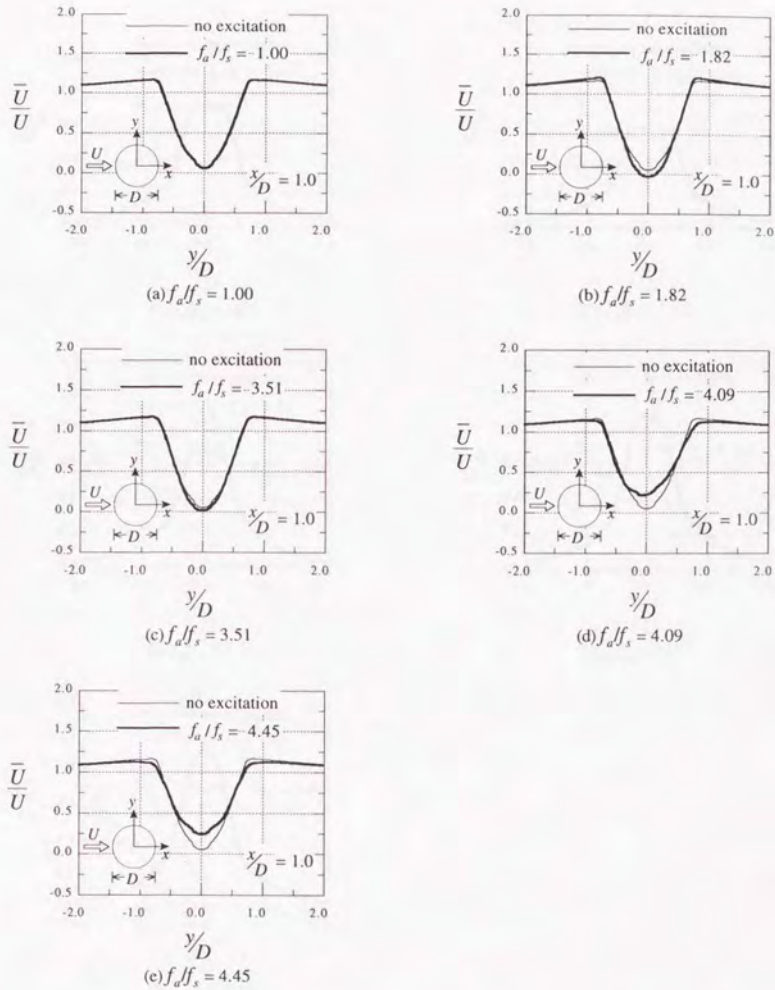 2.0
1.5
1.0
0.5
0.0
-0.5
U̅
U
no excitation
f_a / f_s = 1.00
y
U
x
D
x/D = 1.0
-2.0 -1.0 0.0 1.0 2.0
y/D
(a) f_a/f_s = 1.00
2.0
1.5
1.0
0.5
0.0
-0.5
U̅
U
no excitation
f_a / f_s = 1.82
y
U
x
D
x/D = 1.0
-2.0 -1.0 0.0 1.0 2.0
y/D
(b) f_a/f_s = 1.82
2.0
1.5
1.0
0.5
0.0
-0.5
U̅
U
no excitation
f_a / f_s = 3.51
y
U
x
D
x/D = 1.0
-2.0 -1.0 0.0 1.0 2.0
y/D
(c) f_a/f_s = 3.51
2.0
1.5
1.0
0.5
0.0
-0.5
U̅
U
no excitation
f_a / f_s = 4.09
y
U
x
D
x/D = 1.0
-2.0 -1.0 0.0 1.0 2.0
y/D
(d) f_a/f_s = 4.09
2.0
1.5
1.0
0.5
0.0
-0.5
U̅
U
no excitation
f_a / f_s = 4.45
y
U
x
D
x/D = 1.0
-2.0 -1.0 0.0 1.0 2.0
y/D
(e) f_a/f_s = 4.45